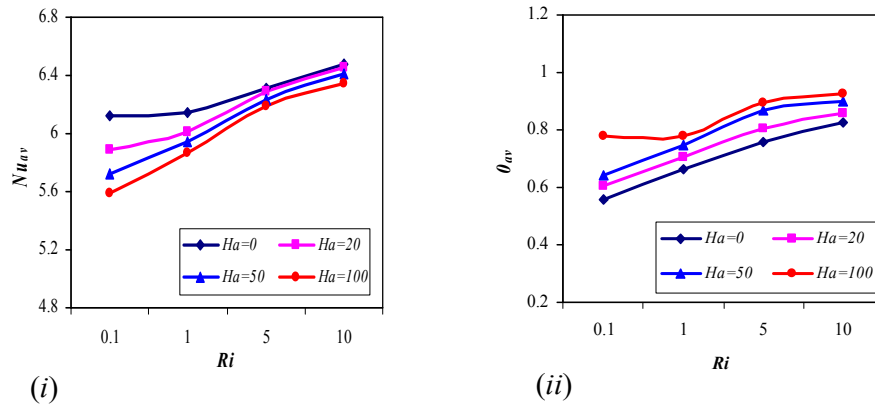 6.8
6.4
6
5.6
5.2
4.8
Nu_av
Ha=0 Ha=20
Ha=50 Ha=100
0.1 1 5 10
Ri
(i)
1.2
1
0.8
0.6
0.4
0.2
θ_av
Ha=0 Ha=20
Ha=50 Ha=100
0.1 1 5 10
Ri
(ii)